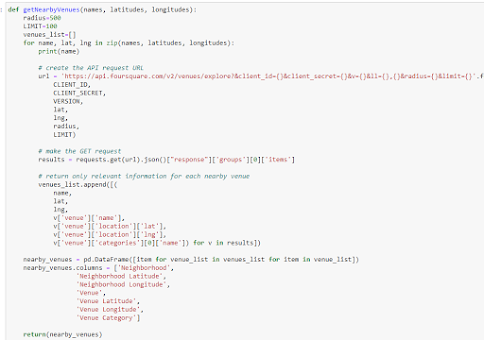 def getNearbyVenues(names, latitudes, longitudes):
    radius=500
    LIMIT=100
    venues_list=[]
    for name, lat, lng in zip(names, latitudes, longitudes):
        print(name)
        # create the API request URL
        url = 'https://api.foursquare.com/v2/venues/explore?&client_id={}&client_secret={}&v={}&ll={},{}&radius={}&limit={}'.f
            CLIENT_ID,
            CLIENT_SECRET,
            VERSION,
            lat,
            lng,
            radius,
            LIMIT)
        # make the GET request
        results = requests.get(url).json()["response"]['groups'][0]['items']
        # return only relevant information for each nearby venue
        venues_list.append([(
            name,
            lat,
            lng,
            v['venue']['name'],
            v['venue']['location']['lat'],
            v['venue']['location']['lng'],
            v['venue']['categories'][0]['name']) for v in results])
    nearby_venues = pd.DataFrame([item for venue_list in venues_list for item in venue_list])
    nearby_venues.columns = ['Neighborhood',
                  'Neighborhood Latitude',
                  'Neighborhood Longitude',
                  'Venue',
                  'Venue Latitude',
                  'Venue Longitude',
                  'Venue Category']
    return(nearby_venues)